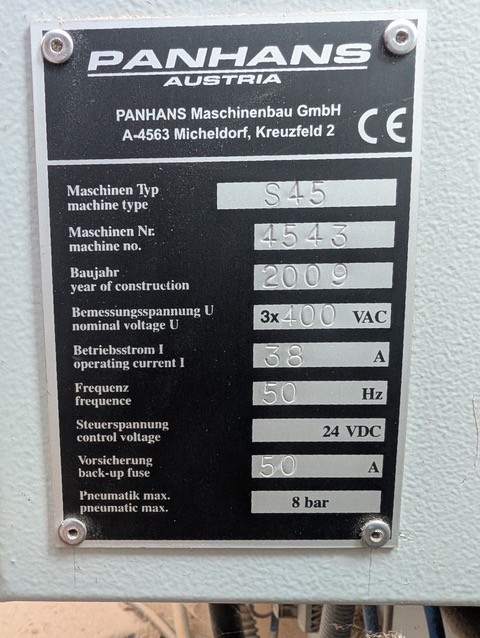 PANHANS
AUSTRIA
PANHANS Maschinenbau GmbH
A-4563 Micheldorf, Kreuzfeld 2
CE
Maschinen Typ
machine type
S45
Maschinen Nr.
machine no.
4543
Baujahr
year of construction
2009
Bemessungsspannung U
nominal voltage U
3x400 VAC
Betriebsstrom I
operating current I
38 A
Frequenz
frequence
50 Hz
Steuerspannung
control voltage
24 VDC
Vorsicherung
back-up fuse
50 A
Pneumatik max.
pneumatic max.
8 bar